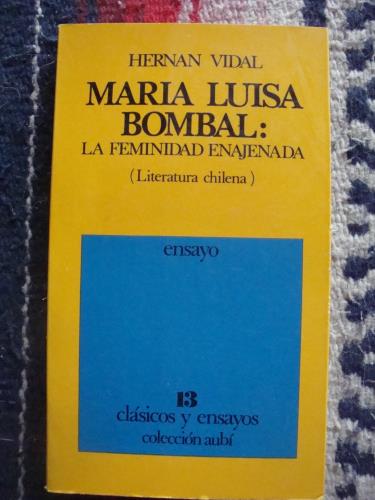 HERNAN VIDAL
MARIA LUISA
BOMBAL:
LA FEMINIDAD ENAJENADA
(Literatura chilena)
ensayo
13
clásicos y ensayos
colección aubí